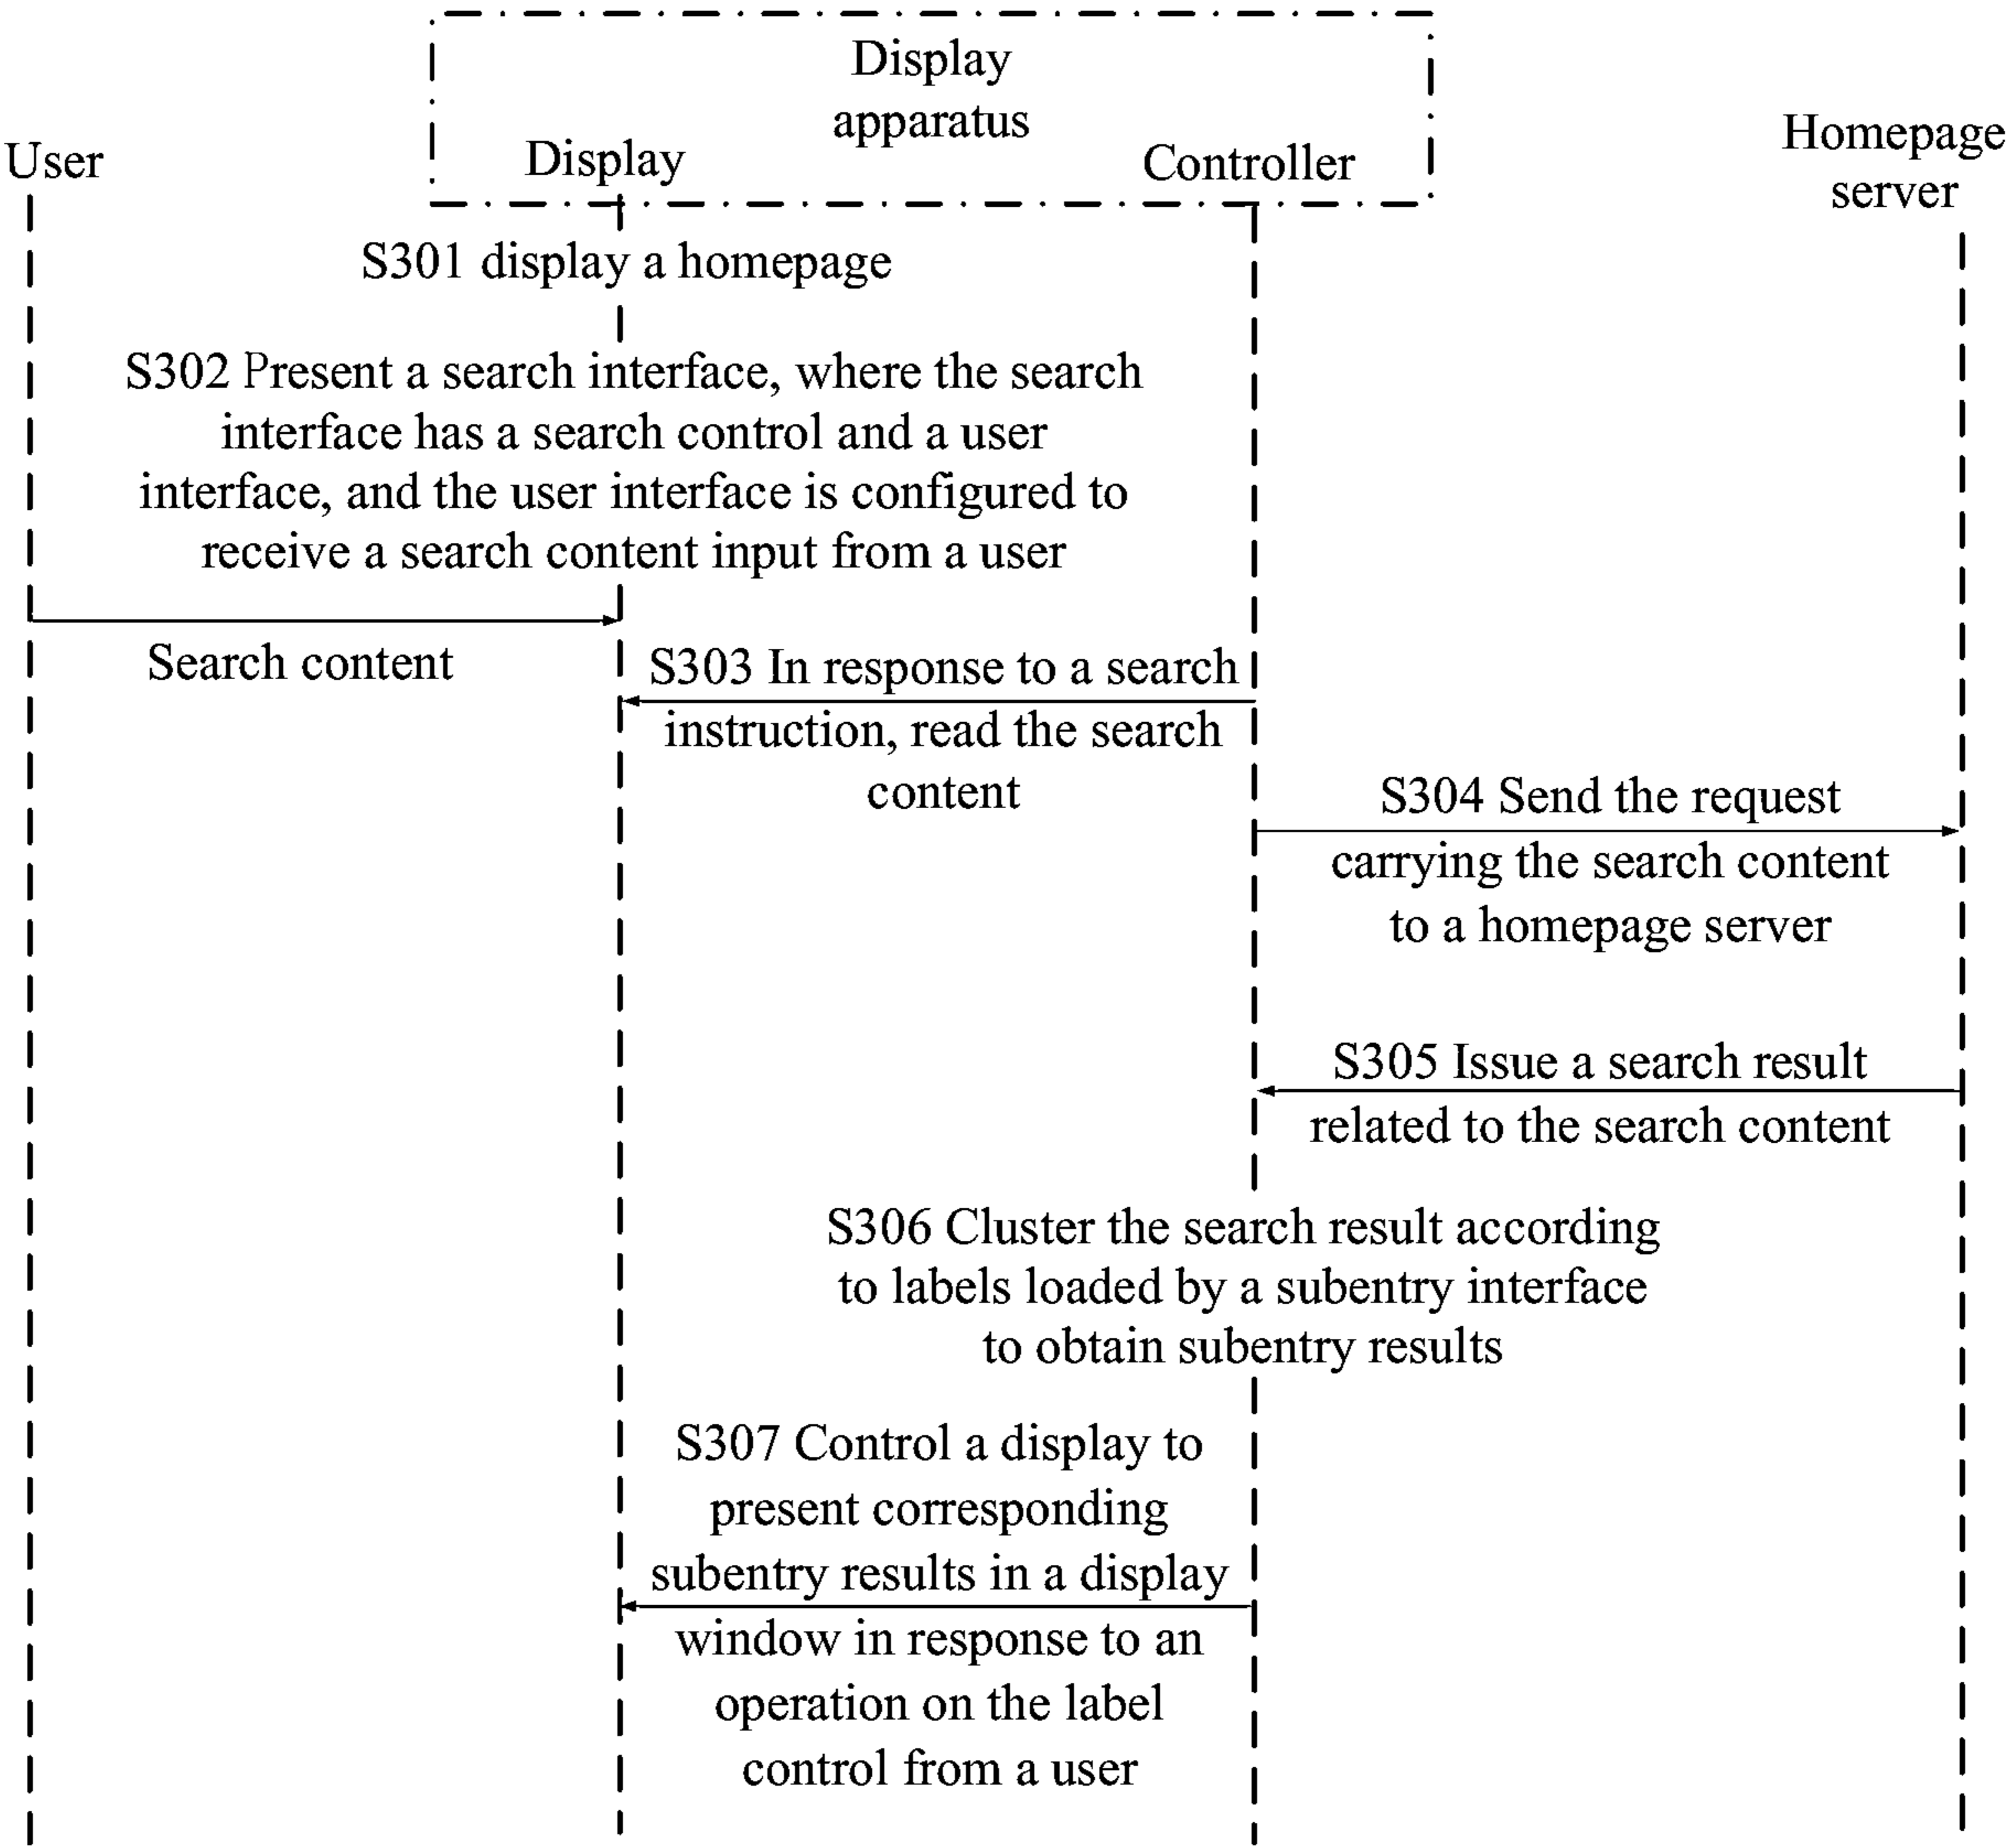 Display
apparatus
User
Display
Controller
Homepage
server
S301 display a homepage
S302 Present a search interface, where the search
interface has a search control and a user
interface, and the user interface is configured to
receive a search content input from a user
Search content
S303 In response to a search
instruction, read the search
content
S304 Send the request
carrying the search content
to a homepage server
S305 Issue a search result
related to the search content
S306 Cluster the search result according
to labels loaded by a subentry interface
to obtain subentry results
S307 Control a display to
present corresponding
subentry results in a display
window in response to an
operation on the label
control from a user